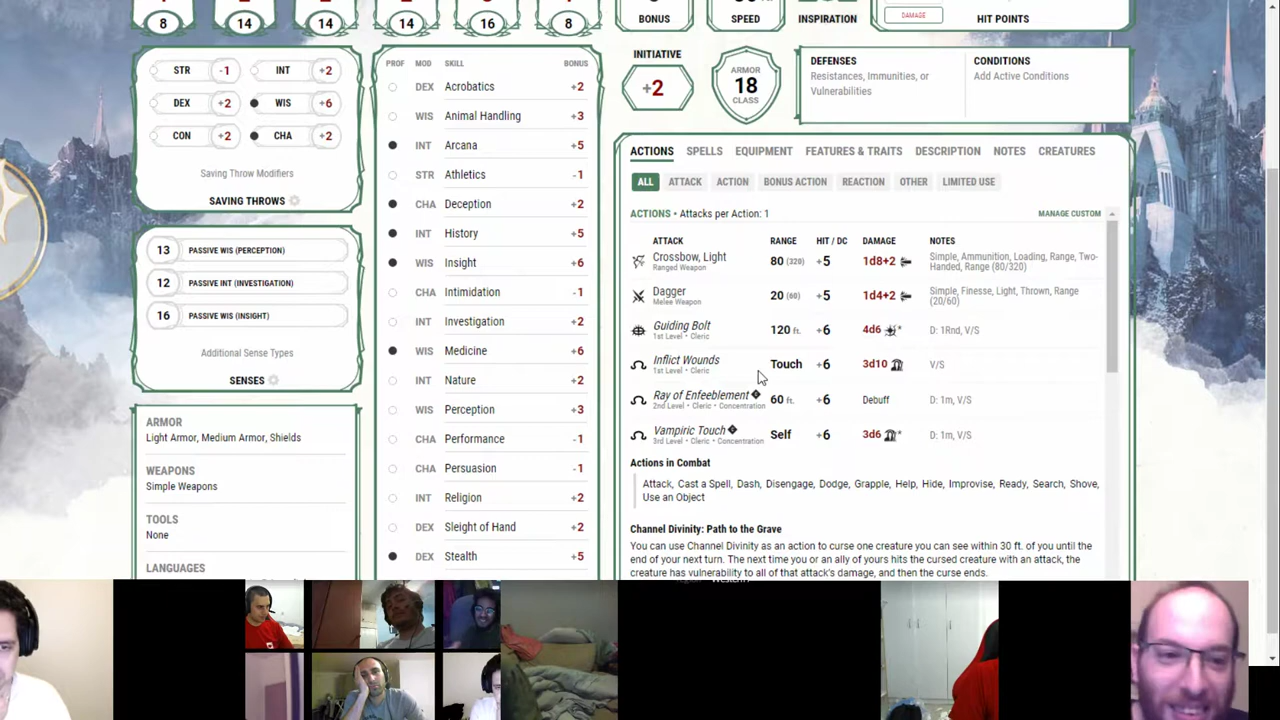 8 14 14 14 16 8
BONUS SPEED INSPIRATION DAMAGE HIT POINTS
STR -1 INT +2
DEX +2 WIS +6
CON +2 CHA +2
Saving Throw Modifiers
SAVING THROWS
13 PASSIVE WIS (PERCEPTION)
12 PASSIVE INT (INVESTIGATION)
16 PASSIVE WIS (INSIGHT)
Additional Sense Types
SENSES
ARMOR
Light Armor, Medium Armor, Shields
WEAPONS
Simple Weapons
TOOLS
None
LANGUAGES
PROF MOD SKILL BONUS
DEX Acrobatics +2
WIS Animal Handling +3
INT Arcana +5
STR Athletics -1
CHA Deception +2
INT History +5
WIS Insight +6
CHA Intimidation -1
INT Investigation +2
WIS Medicine +6
INT Nature +2
WIS Perception +3
CHA Performance -1
CHA Persuasion -1
INT Religion +2
DEX Sleight of Hand +2
DEX Stealth +5
INITIATIVE
+2
ARMOR
18
CLASS
DEFENSES
Resistances, Immunities, or
Vulnerabilities
CONDITIONS
Add Active Conditions
ACTIONS SPELLS EQUIPMENT FEATURES & TRAITS DESCRIPTION NOTES CREATURES
ALL ATTACK ACTION BONUS ACTION REACTION OTHER LIMITED USE
ACTIONS • Attacks per Action: 1 MANAGE CUSTOM
ATTACK RANGE HIT / DC DAMAGE NOTES
Crossbow, Light 80 (320) +5 1d8+2 Simple, Ammunition, Loading, Range, Two-
Ranged Weapon Handed, Range (80/320)
Dagger 20 (60) +5 1d4+2 Simple, Finesse, Light, Thrown, Range
Melee Weapon (20/60)
Guiding Bolt 120 ft. +6 4d6 * D: 1Rnd, V/S
1st Level • Cleric
Inflict Wounds Touch +6 3d10 V/S
1st Level • Cleric
Ray of Enfeeblement 60 ft. +6 Debuff D: 1m, V/S
2nd Level • Cleric • Concentration
Vampiric Touch Self +6 3d6 * D: 1m, V/S
3rd Level • Cleric • Concentration
Actions in Combat
Attack, Cast a Spell, Dash, Disengage, Dodge, Grapple, Help, Hide, Improvise, Ready, Search, Shove,
Use an Object
Channel Divinity: Path to the Grave
You can use Channel Divinity as an action to curse one creature you can see within 30 ft. of you until the
end of your next turn. The next time you or an ally of yours hits the cursed creature with an attack, the
creature has vulnerability to all of that attack's damage, and then the curse ends.